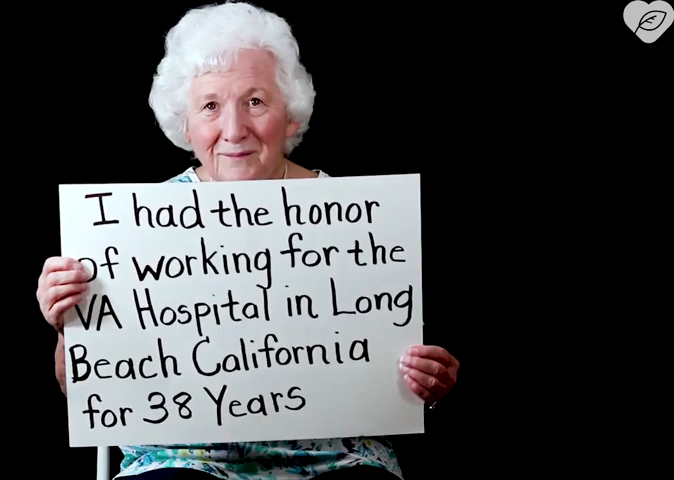 I had the honor
of working for the
VA Hospital in Long
Beach California
for 38 Years